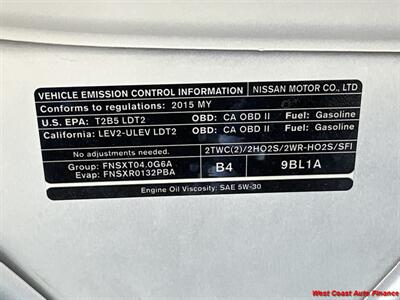 VEHICLE EMISSION CONTROL INFORMATION NISSAN MOTOR CO., LTD
Conforms to regulations: 2015 MY
U.S. EPA: T2B5 LDT2 OBD: CA OBD II Fuel: Gasoline
California: LEV2-ULEV LDT2 OBD: CA OBD II Fuel: Gasoline
No adjustments needed. 2TWC(2)/2HO2S/2WR-HO2S/SFI
Group: FNSXT04.0G6A B4 9BL1A
Evap: FNSXR0132PBA
Engine Oil Viscosity: SAE 5W-30
West Coast Auto Finance